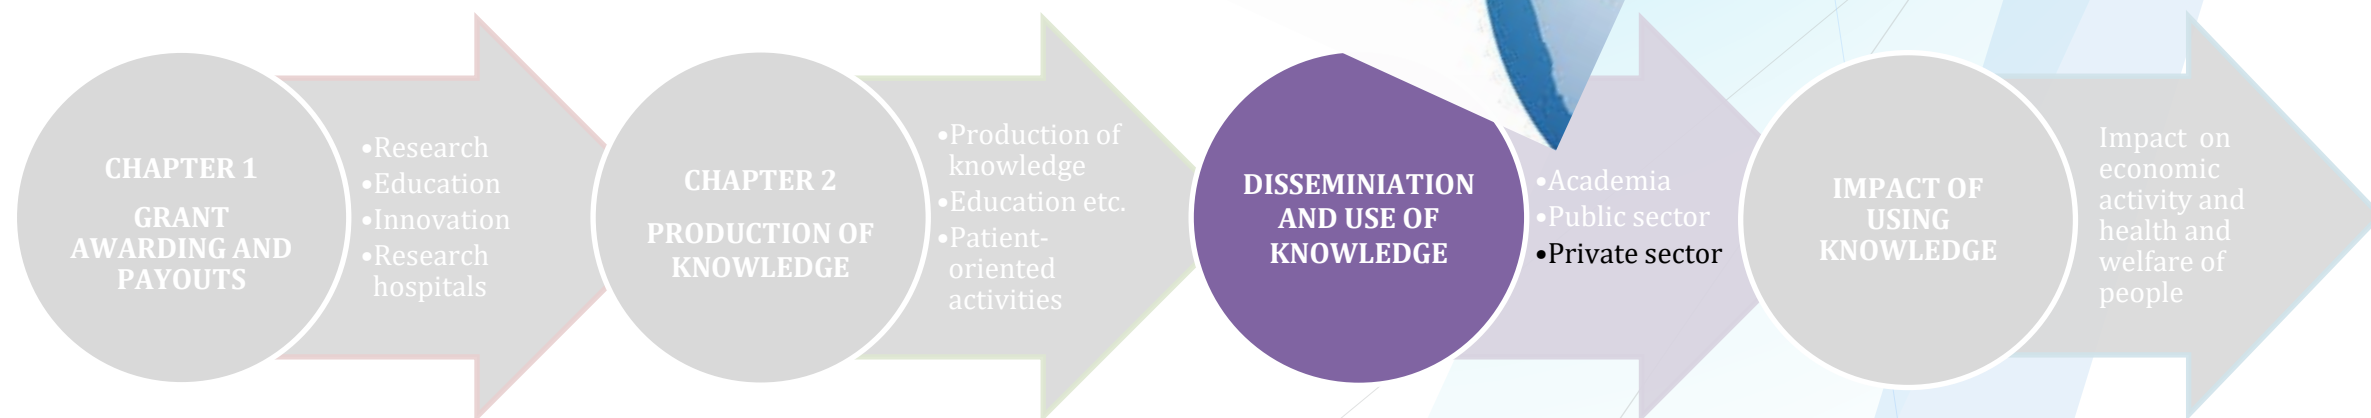 CHAPTER 1
GRANT
AWARDING AND
PAYOUTS
•Research
•Education
•Innovation
•Research
hospitals
CHAPTER 2
PRODUCTION OF
KNOWLEDGE
•Production of
knowledge
•Education etc.
•Patient-
oriented
activities
DISSEMINIATION
AND USE OF
KNOWLEDGE
•Academia
•Public sector
•Private sector
IMPACT OF
USING
KNOWLEDGE
Impact on
economic
activity and
health and
welfare of
people